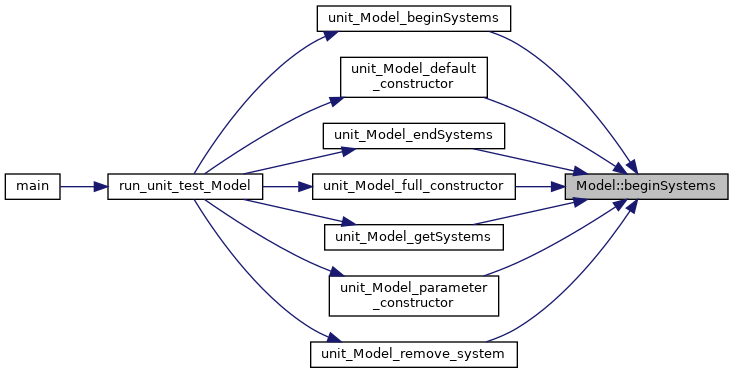 unit_Model_beginSystems
unit_Model_default
_constructor
unit_Model_endSystems
main
run_unit_test_Model
unit_Model_full_constructor
Model::beginSystems
unit_Model_getSystems
unit_Model_parameter
_constructor
unit_Model_remove_system